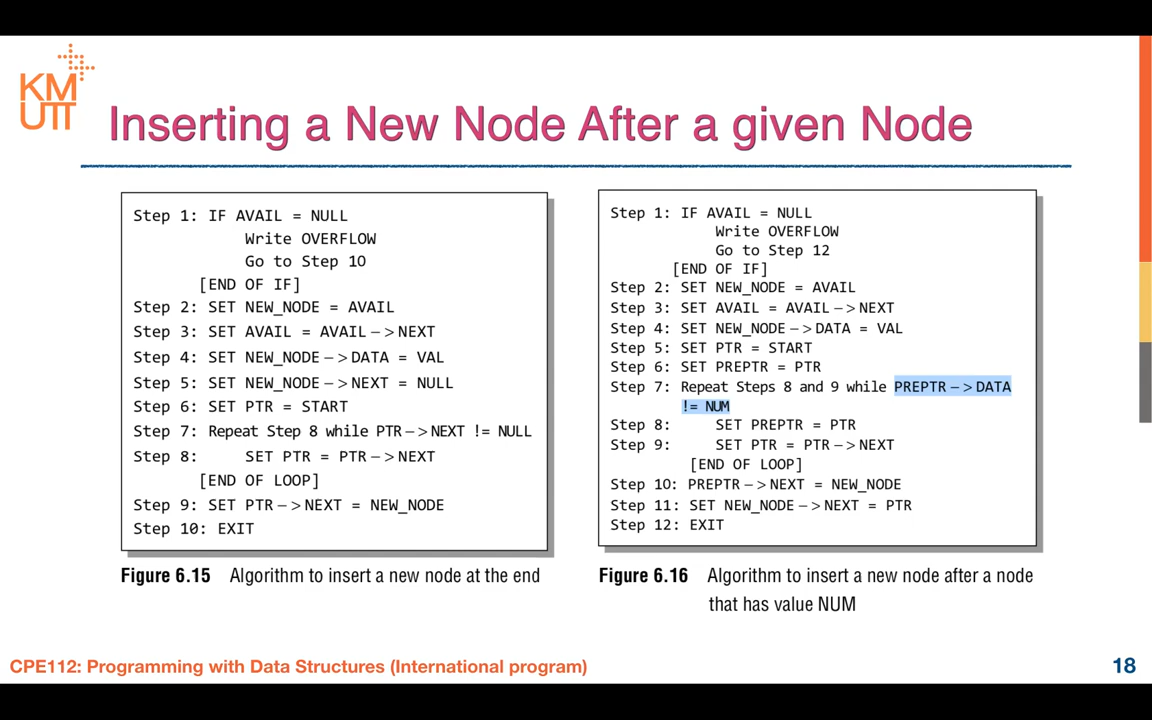 KM
UTT
Inserting a New Node After a given Node
Step 1: IF AVAIL = NULL
Write OVERFLOW
Go to Step 10
[END OF IF]
Step 2: SET NEW_NODE = AVAIL
Step 3: SET AVAIL = AVAIL->NEXT
Step 4: SET NEW_NODE->DATA = VAL
Step 5: SET NEW_NODE->NEXT = NULL
Step 6: SET PTR = START
Step 7: Repeat Step 8 while PTR->NEXT != NULL
Step 8: SET PTR = PTR->NEXT
[END OF LOOP]
Step 9: SET PTR->NEXT = NEW_NODE
Step 10: EXIT
Figure 6.15 Algorithm to insert a new node at the end
Step 1: IF AVAIL = NULL
Write OVERFLOW
Go to Step 12
[END OF IF]
Step 2: SET NEW_NODE = AVAIL
Step 3: SET AVAIL = AVAIL->NEXT
Step 4: SET NEW_NODE->DATA = VAL
Step 5: SET PTR = START
Step 6: SET PREPTR = PTR
Step 7: Repeat Steps 8 and 9 while PREPTR->DATA
!= NUM
Step 8: SET PREPTR = PTR
Step 9: SET PTR = PTR->NEXT
[END OF LOOP]
Step 10: PREPTR->NEXT = NEW_NODE
Step 11: SET NEW_NODE->NEXT = PTR
Step 12: EXIT
Figure 6.16 Algorithm to insert a new node after a node
that has value NUM
CPE112: Programming with Data Structures (International program)
18